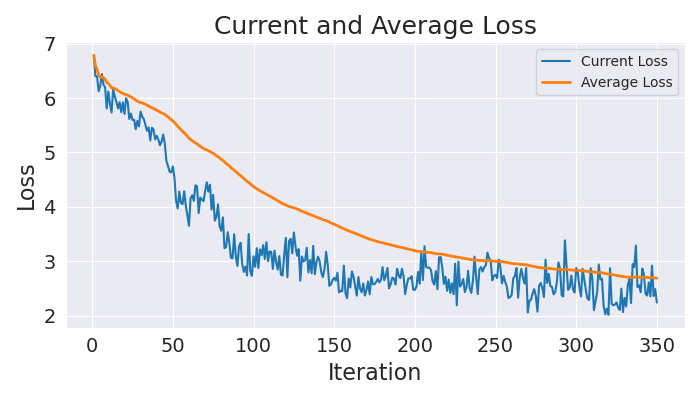 Current and Average Loss
7
6
5
4
3
2
Loss
Current Loss
Average Loss
0 50 100 150 200 250 300 350
Iteration